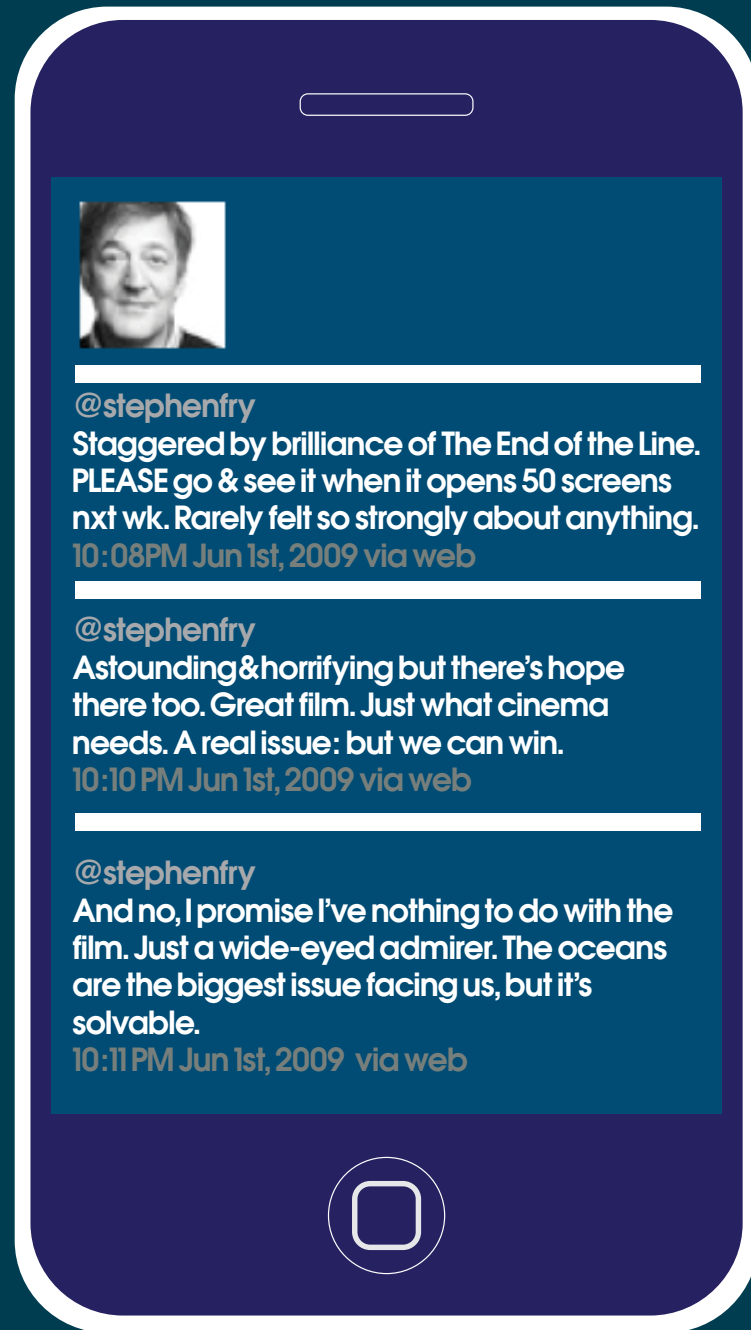 @stephenfry
Staggered by brilliance of The End of the Line.
PLEASE go & see it when it opens 50 screens
nxt wk. Rarely felt so strongly about anything.
10:08PM Jun 1st, 2009 via web
@stephenfry
Astounding&horrifying but there’s hope
there too. Great film. Just what cinema
needs. A real issue: but we can win.
10:10 PM Jun 1st, 2009 via web
@stephenfry
And no, I promise I’ve nothing to do with the
film. Just a wide-eyed admirer. The oceans
are the biggest issue facing us, but it’s
solvable.
10:11 PM Jun 1st, 2009 via web